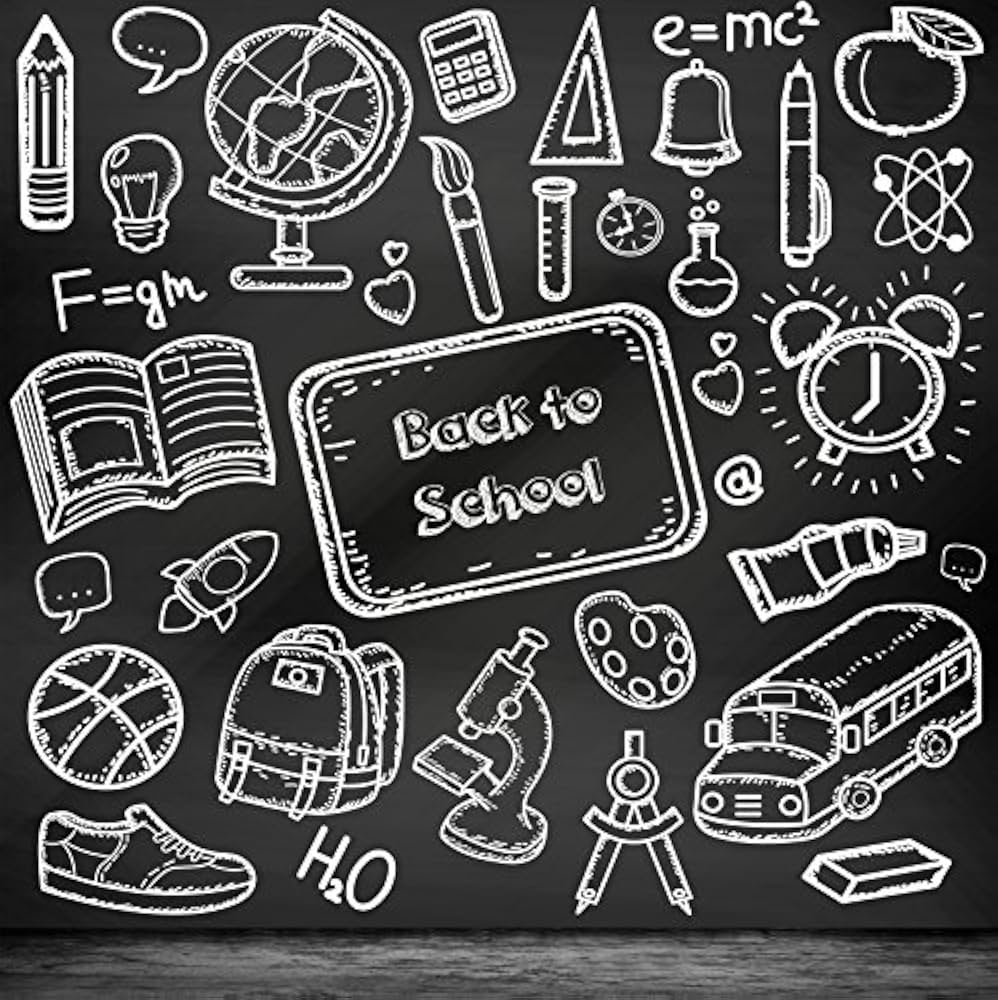 e=mc²
F=gm
Back to
School
@
H₂O